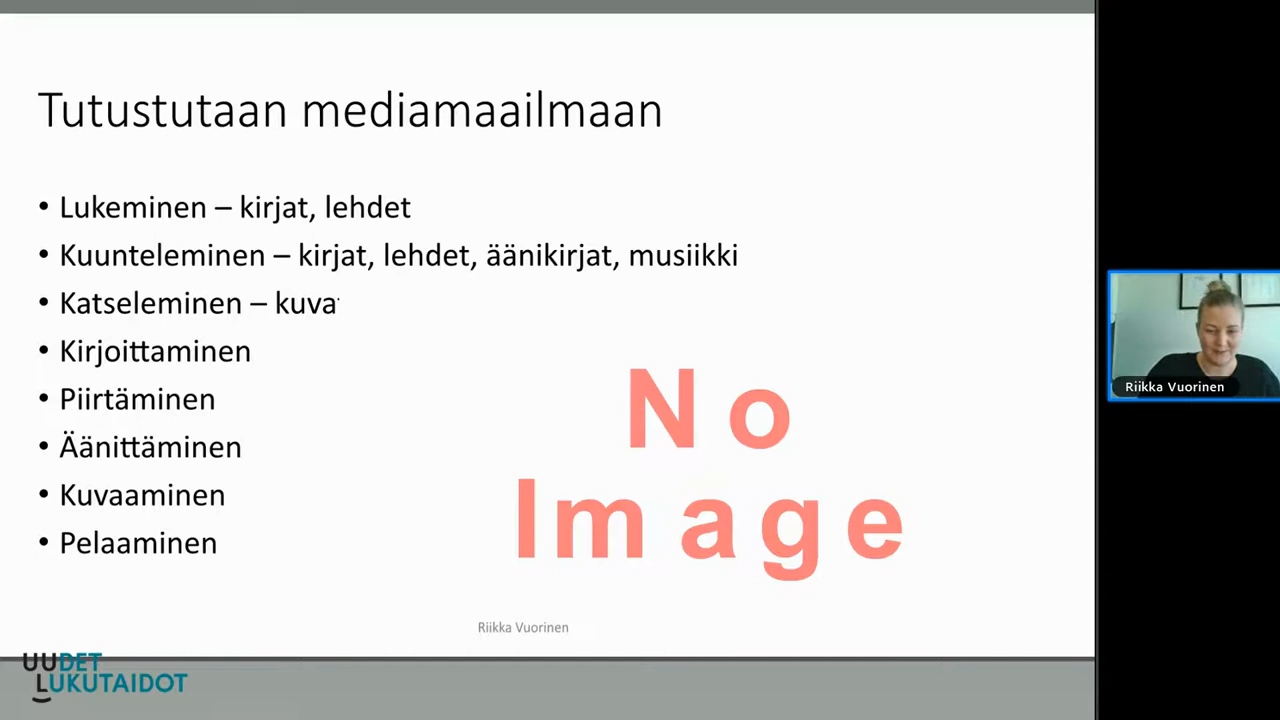 Tutustutaan mediamaailmaan
• Lukeminen – kirjat, lehdet
• Kuunteleminen – kirjat, lehdet, äänikirjat, musiikki
• Katseleminen – kuva
• Kirjoittaminen
• Piirtäminen
• Äänittäminen
• Kuvaaminen
• Pelaaminen
No
Image
Riikka Vuorinen
UUDET
LUKUTAIDOT
Riikka Vuorinen